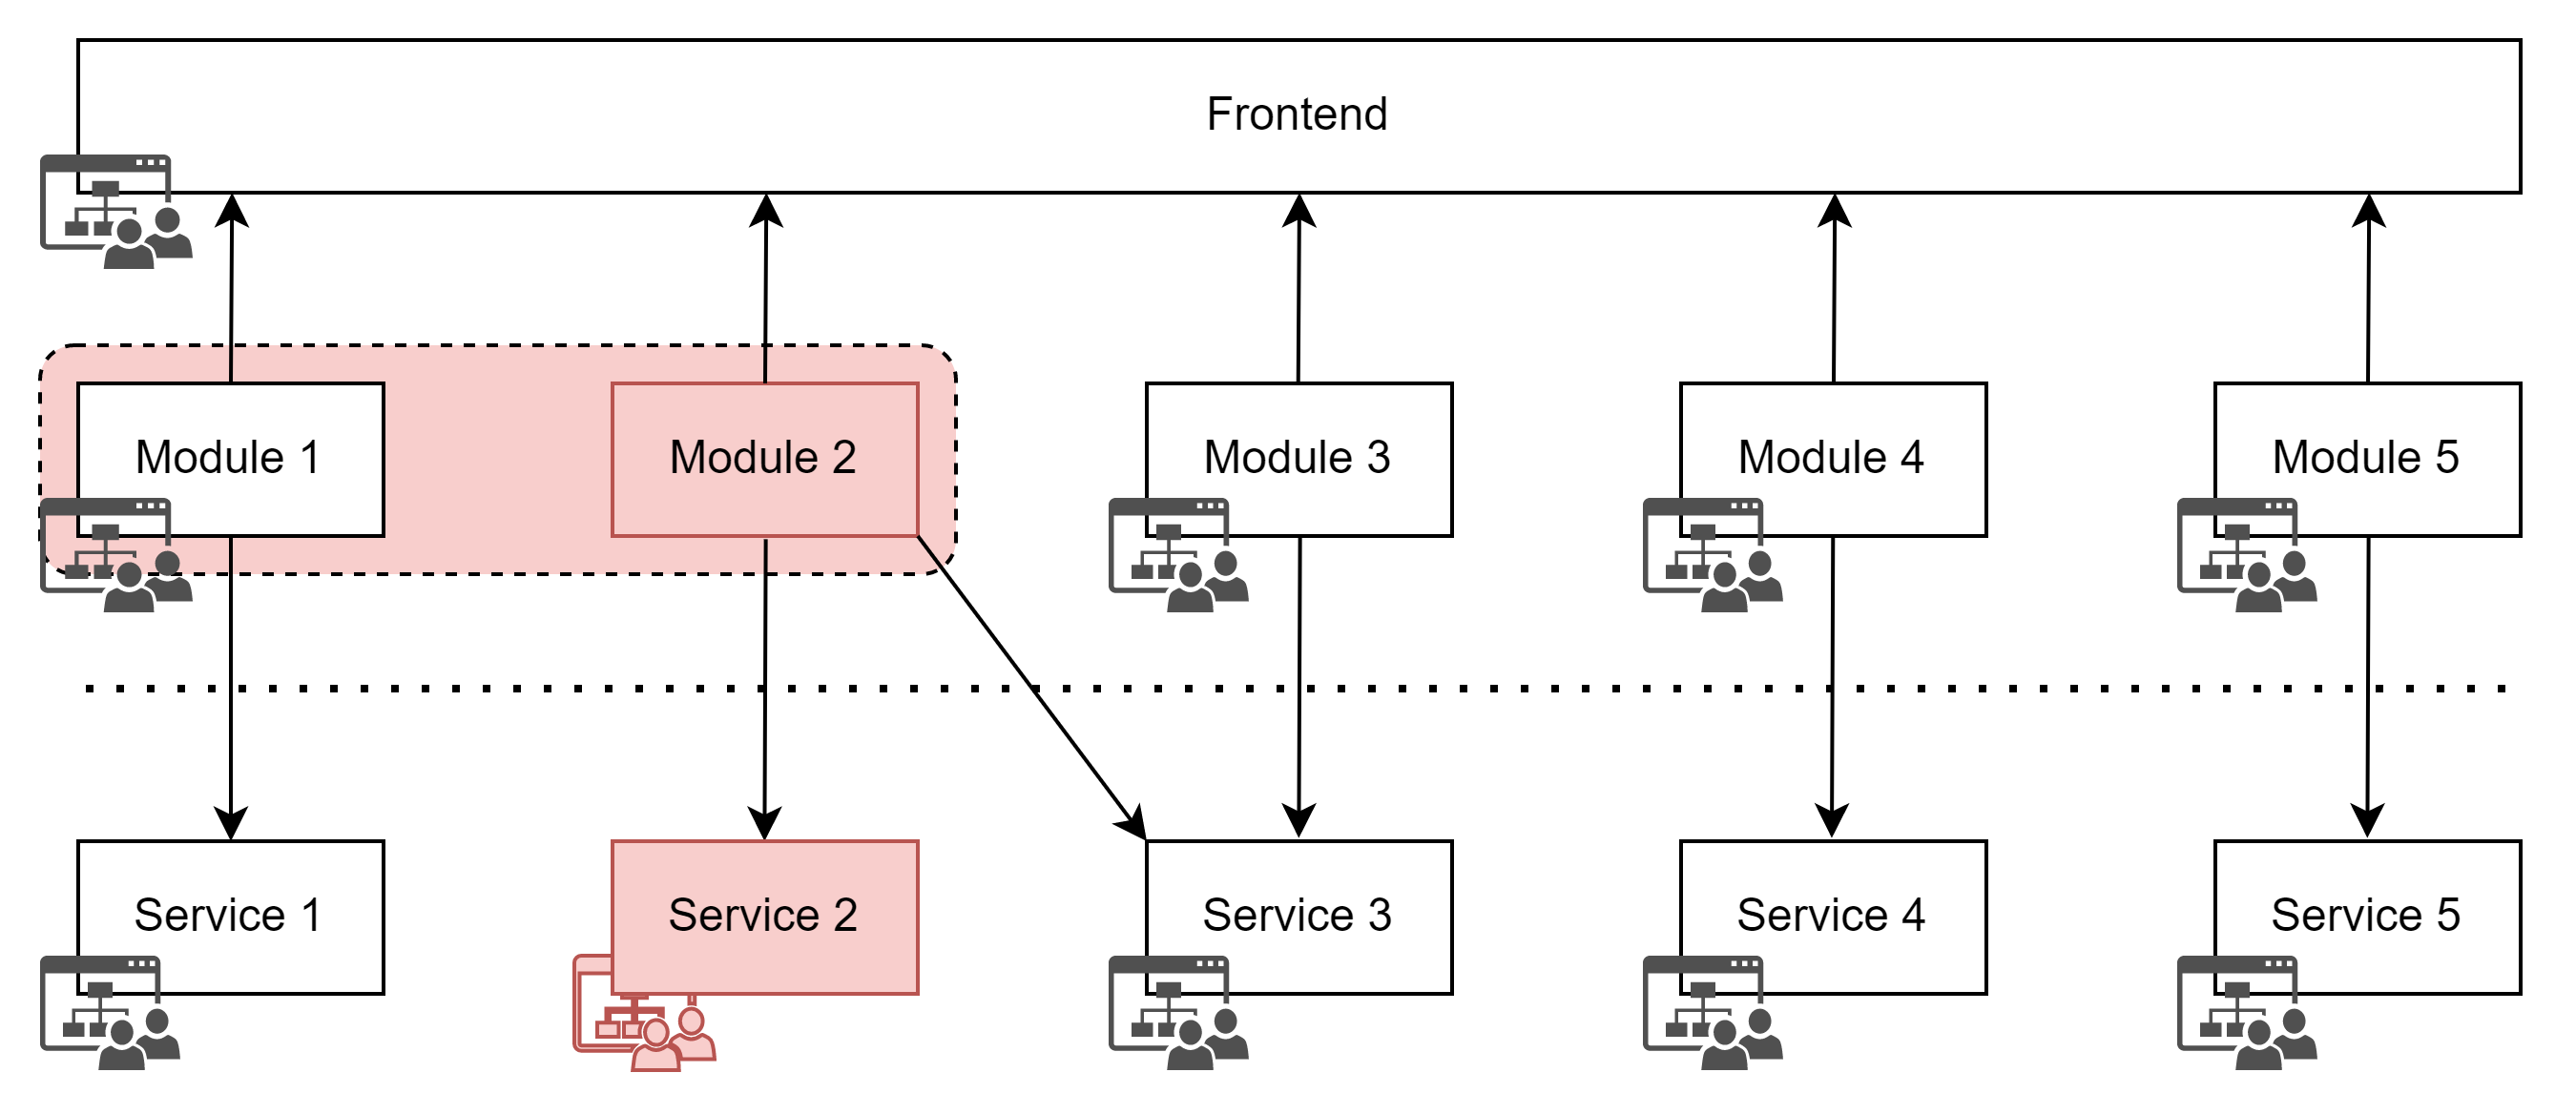 Frontend
Module 1
Module 2
Module 3
Module 4
Module 5
Service 1
Service 2
Service 3
Service 4
Service 5